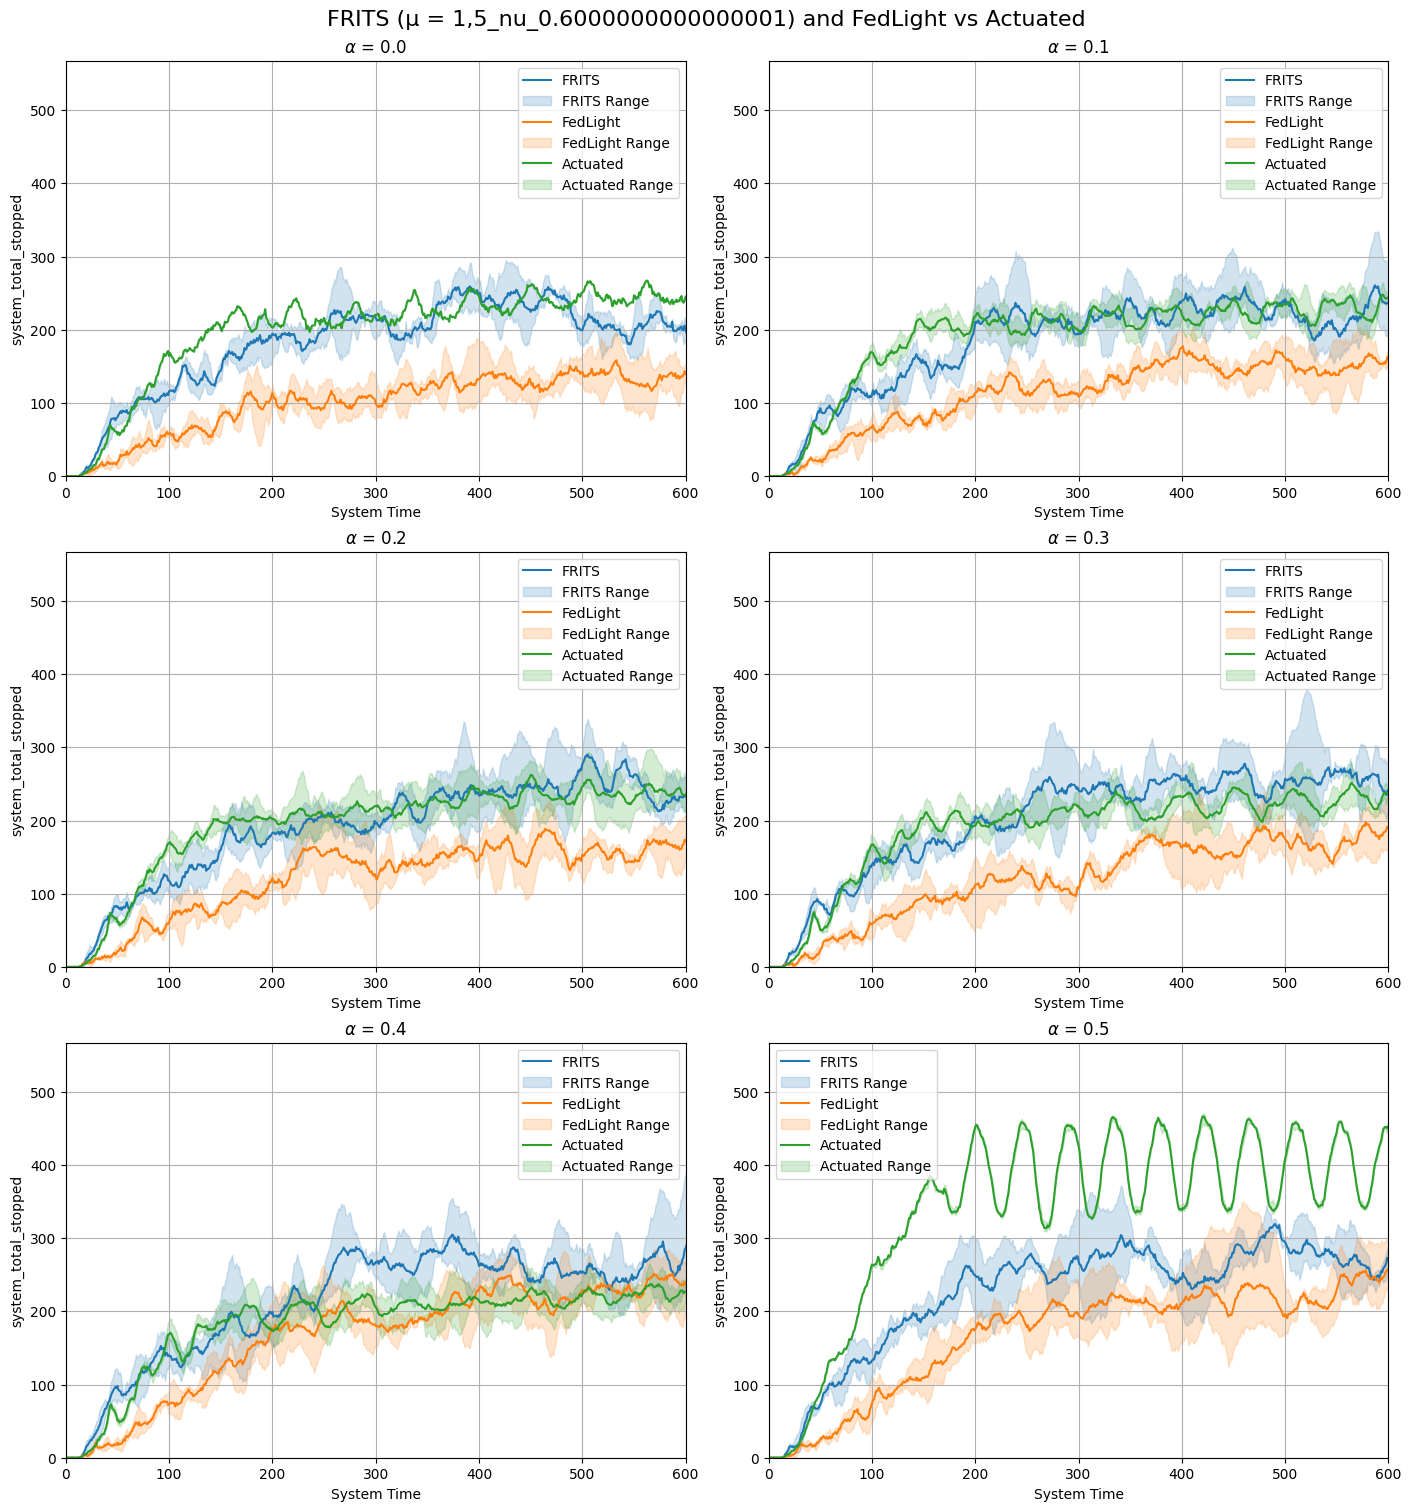 FRITS (μ = 1,5_nu_0.6000000000000001) and FedLight vs Actuated
α = 0.0
500
400
300
200
100
0
system_total_stopped
FRITS
FRITS Range
FedLight
FedLight Range
Actuated
Actuated Range
0 100 200 300 400 500 600
System Time
α = 0.1
500
400
300
200
100
0
system_total_stopped
FRITS
FRITS Range
FedLight
FedLight Range
Actuated
Actuated Range
0 100 200 300 400 500 600
System Time
α = 0.2
500
400
300
200
100
0
system_total_stopped
FRITS
FRITS Range
FedLight
FedLight Range
Actuated
Actuated Range
0 100 200 300 400 500 600
System Time
α = 0.3
500
400
300
200
100
0
system_total_stopped
FRITS
FRITS Range
FedLight
FedLight Range
Actuated
Actuated Range
0 100 200 300 400 500 600
System Time
α = 0.4
500
400
300
200
100
0
system_total_stopped
FRITS
FRITS Range
FedLight
FedLight Range
Actuated
Actuated Range
0 100 200 300 400 500 600
System Time
α = 0.5
500
400
300
200
100
0
system_total_stopped
FRITS
FRITS Range
FedLight
FedLight Range
Actuated
Actuated Range
0 100 200 300 400 500 600
System Time